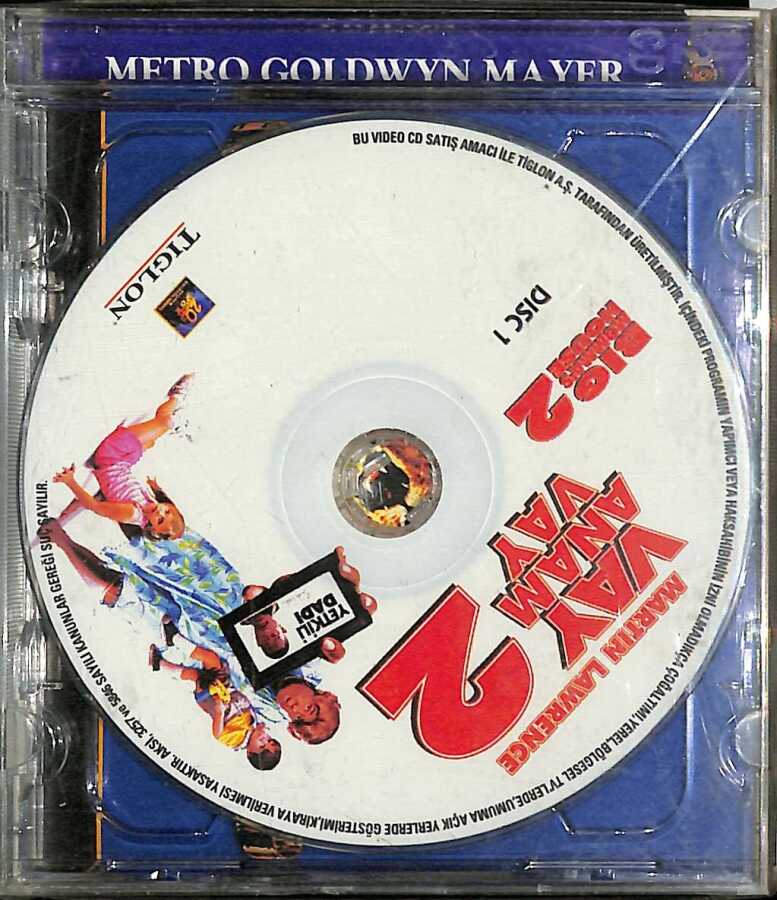 METRO GOLDWYN MAYER
BU VIDEO CD SATIŞ AMACI İLE TİGLON A.Ş. TARAFINDAN ÜRETİLMİŞTİR. İÇİNDEKİ PROGRAMIN YAPIMCI VEYA HAKSAHİBİNİN İZNİ OLMADIKÇA ÇOĞALTIMI,YEREL,BÖLGESEL TV'LERDE,UMUMA AÇIK YERLERDE GÖSTERİMİ,KİRAYA VERİLMESİ YASAKTIR. AKSİ, 3257 ve 5846 SAYILI KANUNLAR GEREĞİ SUÇ SAYILIR.
TIGLON
DISC 1
BIG
MOMMA'S
HOUSE
2
MARTIN LAWRENCE
VAY
ANAM
VAY
2
YETKİLİ
DADI